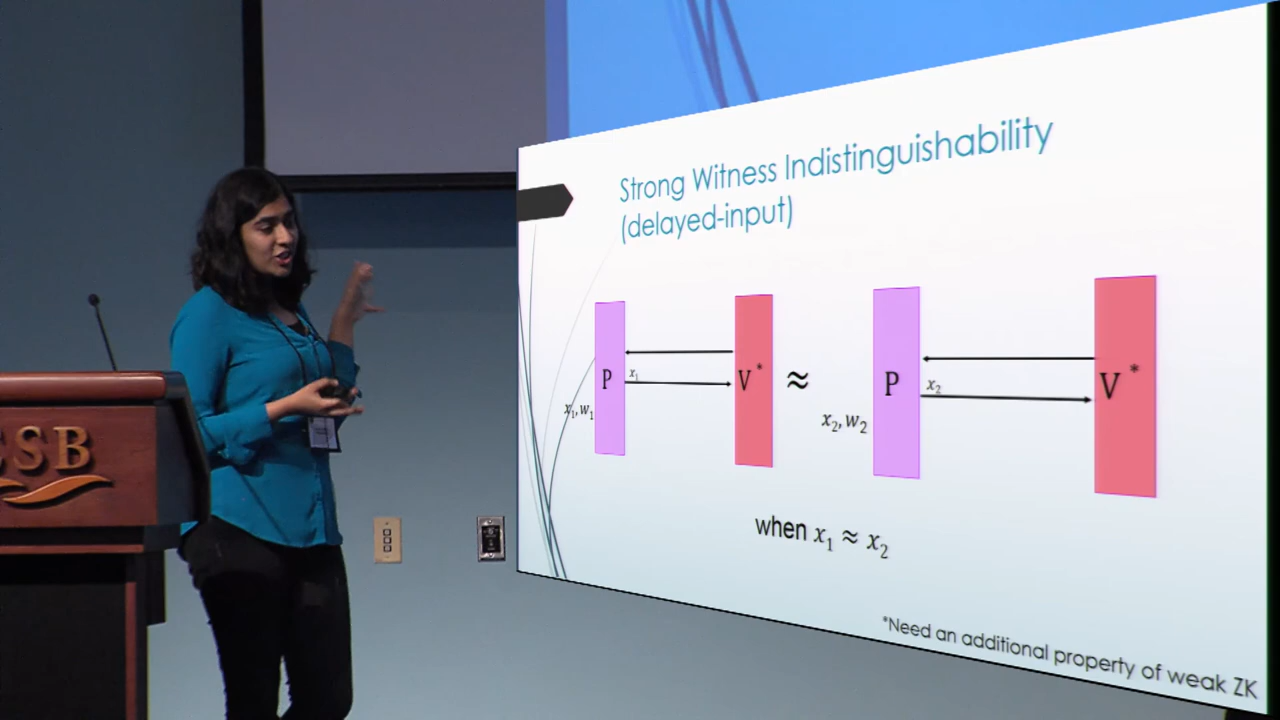 Strong Witness Indistinguishability
(delayed-input)
P
x₁
V*
≈
P
x₂
V*
x₁, w₁
x₂, w₂
when x₁ ≈ x₂
*Need an additional property of weak ZK
CSB